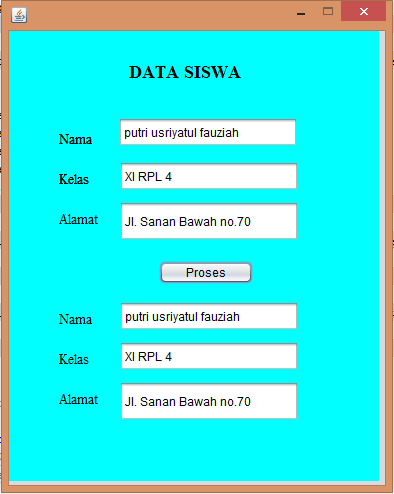 DATA SISWA
Nama putri usriyatul fauziah
Kelas XI RPL 4
Alamat Jl. Sanan Bawah no.70
Proses
Nama putri usriyatul fauziah
Kelas XI RPL 4
Alamat Jl. Sanan Bawah no.70